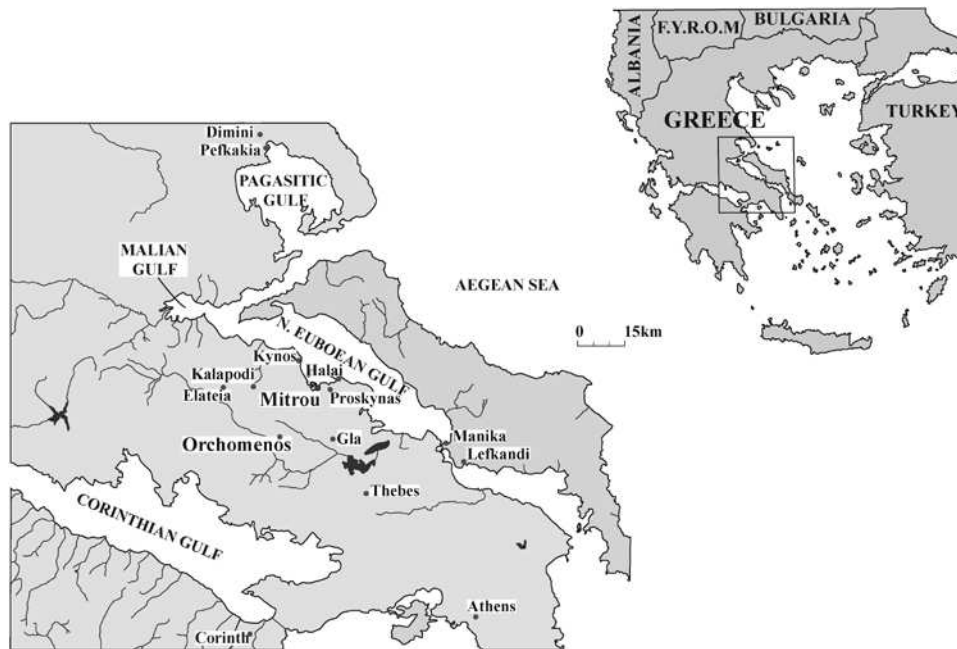 ALBANIA
F.Y.R.O.M
BULGARIA
GREECE
TURKEY
Dimini
Pefkakia
PAGASITIC
GULF
MALIAN
GULF
AEGEAN SEA
0 15km
N. EUBOEAN GULF
Kynos
Halai
Kalapodi
Elateia
Mitrou
Proskynas
Orchomenos
Gla
Manika
Lefkandi
Thebes
CORINTHIAN GULF
Athens
Corinth